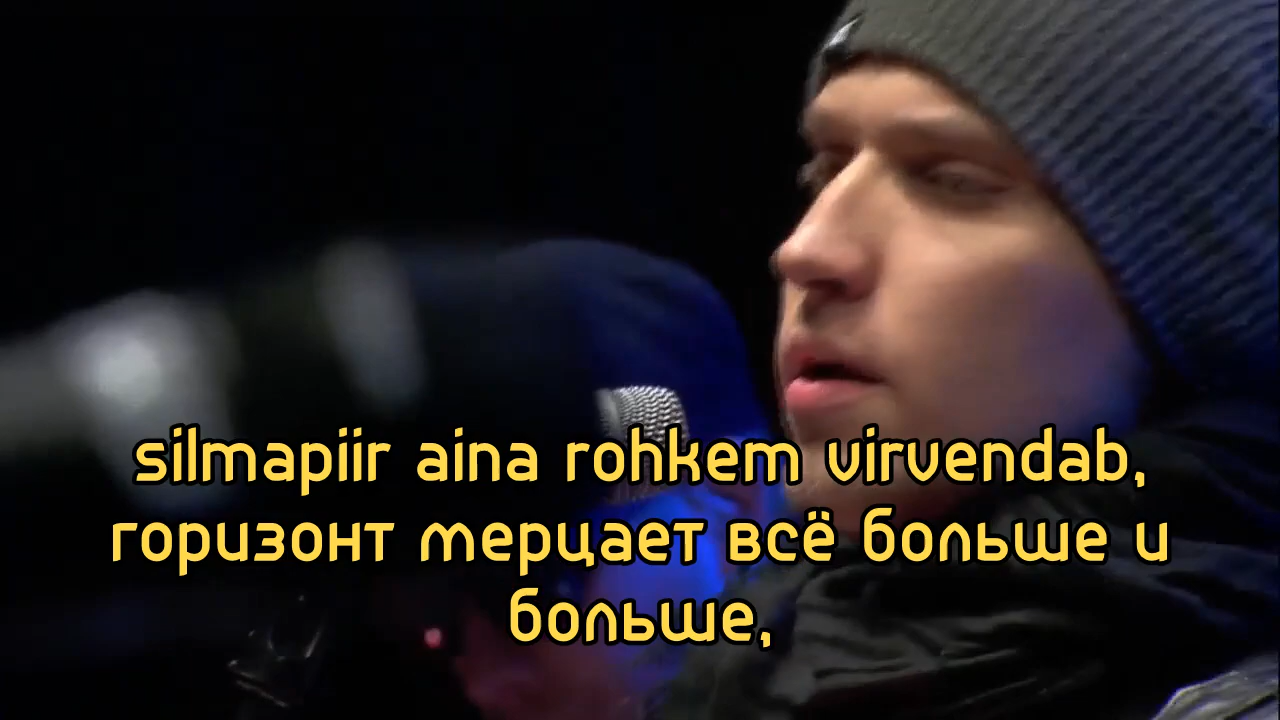 silmapiir aina rohkem virvendab,
горизонт мерцает всё больше и
больше,